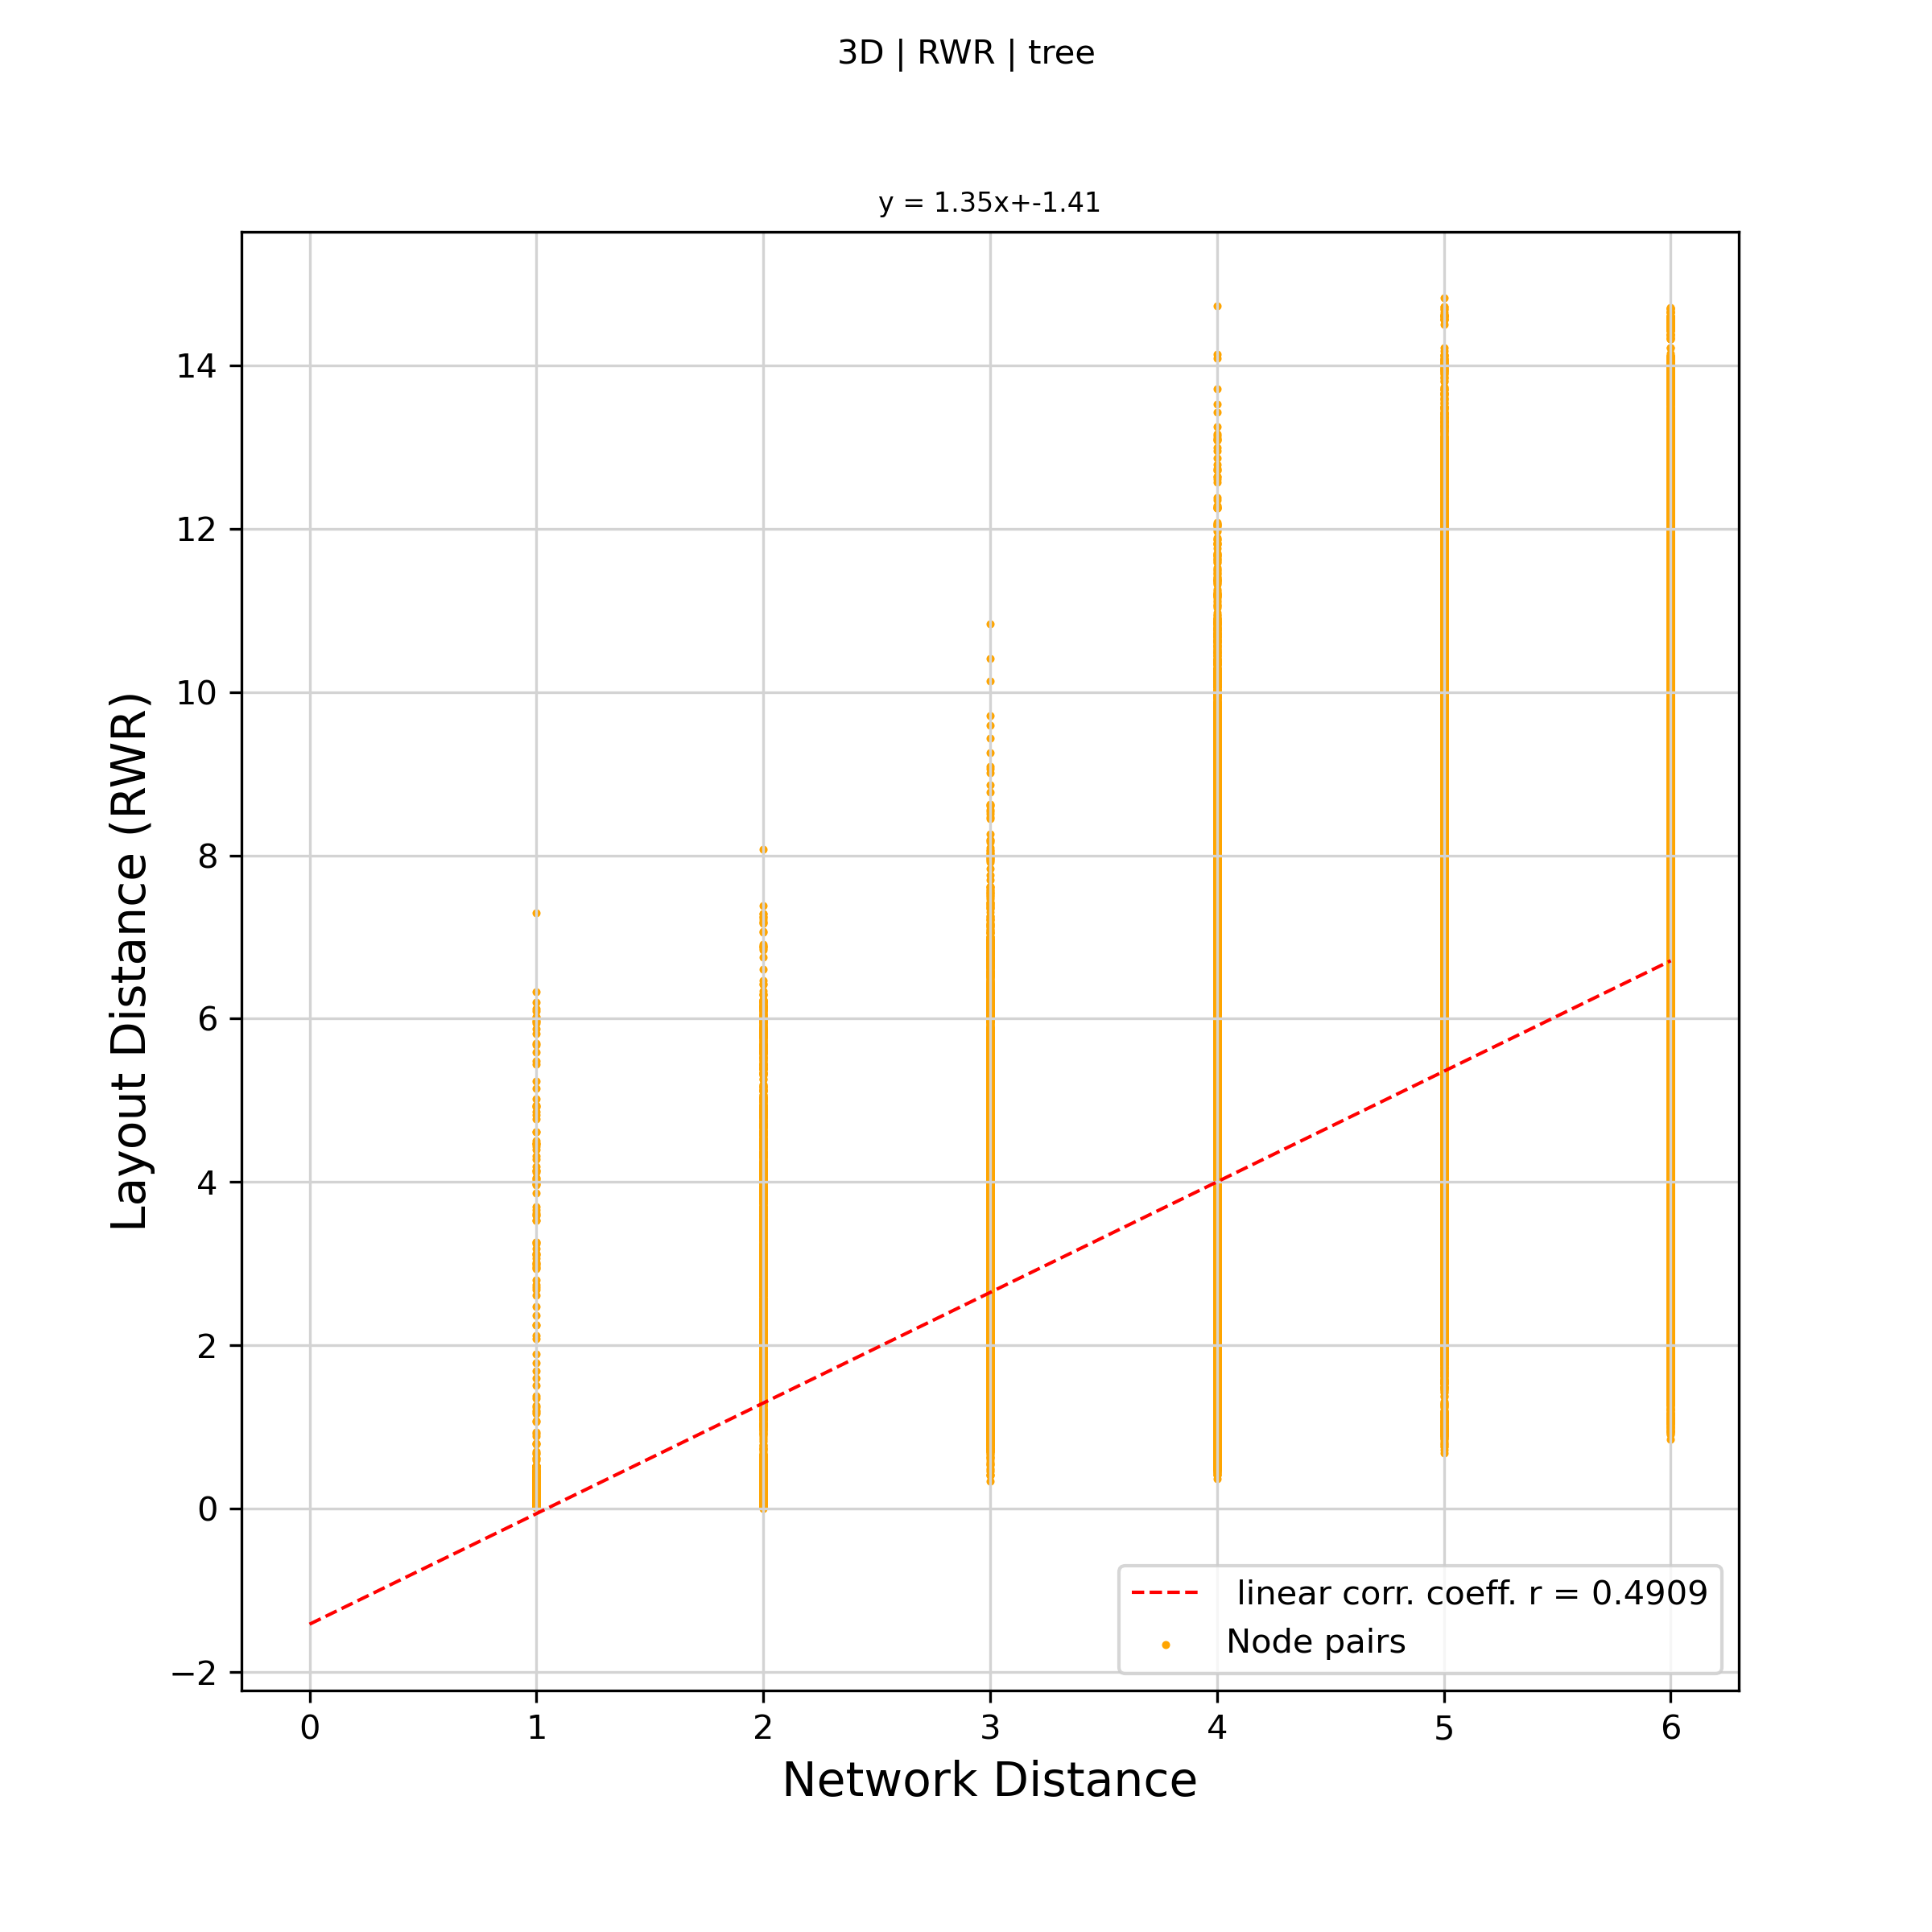 3D | RWR | tree
y = 1.35x+-1.41
Layout Distance (RWR)
14
12
10
8
6
4
2
0
−2
0 1 2 3 4 5 6
Network Distance
linear corr. coeff. r = 0.4909
Node pairs